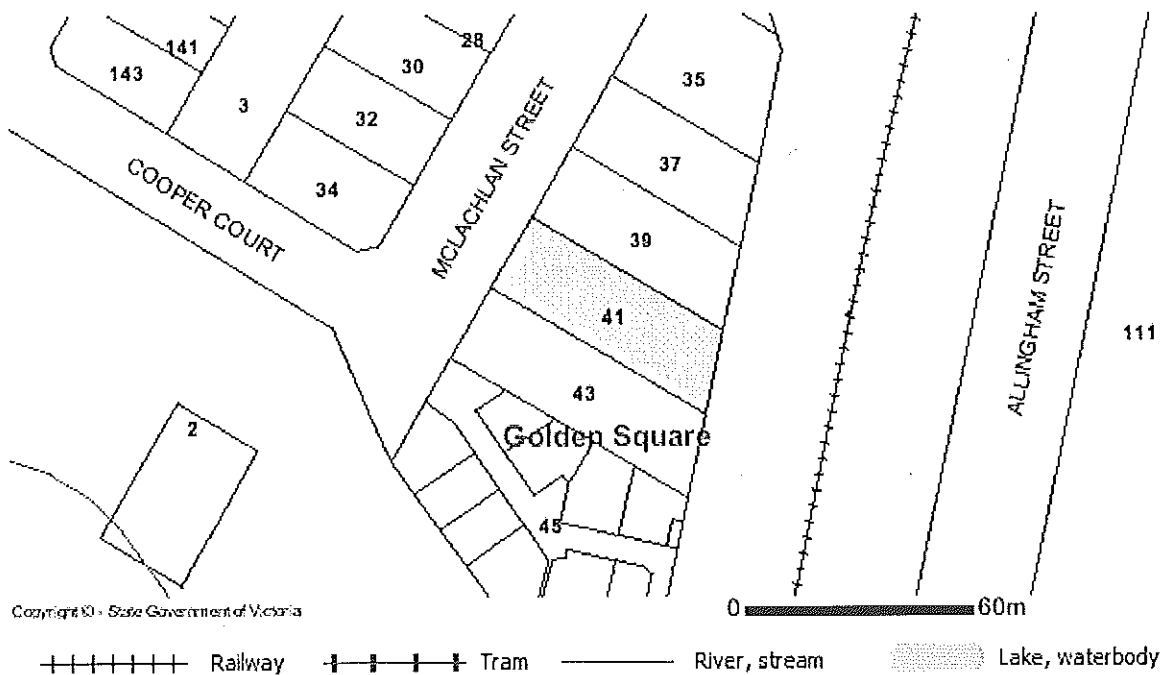 28
141
30
143
35
3
32
37
34
MCLACHLAN STREET
COOPER COURT
39
41
ALLINGHAM STREET
111
43
2
Golden Square
45
Copyright © - State Government of Victoria
0 60m
Railway Tram River, stream Lake, waterbody